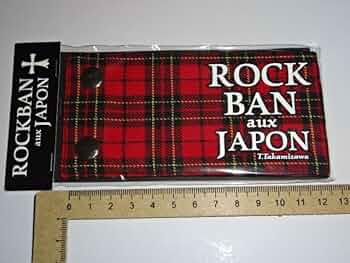 ROCKBAN
aux JAPON
ROCK
BAN
aux
JAPON
T.Takamizawa
0 1 2 3 4 5 6 7 8 9 10 11 12 13